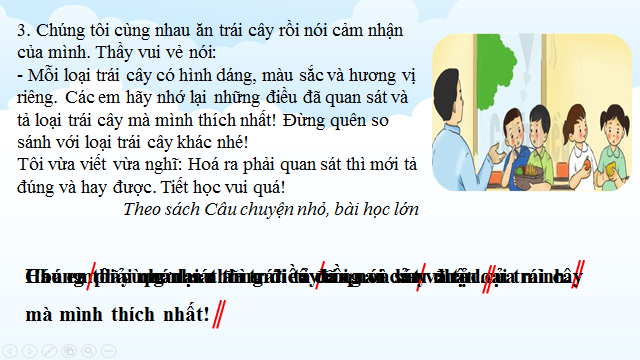 3. Chúng tôi cùng nhau ăn trái cây rồi nói cảm nhận
của mình. Thầy vui vẻ nói:
- Mỗi loại trái cây có hình dáng, màu sắc và hương vị
riêng. Các em hãy nhớ lại những điều đã quan sát và
tả loại trái cây mà mình thích nhất! Đừng quên so
sánh với loại trái cây khác nhé!
Tôi vừa viết vừa nghĩ: Hoá ra phải quan sát thì mới tả
đúng và hay được. Tiết học vui quá!
Theo sách Câu chuyện nhỏ, bài học lớn
mà mình thích nhất!